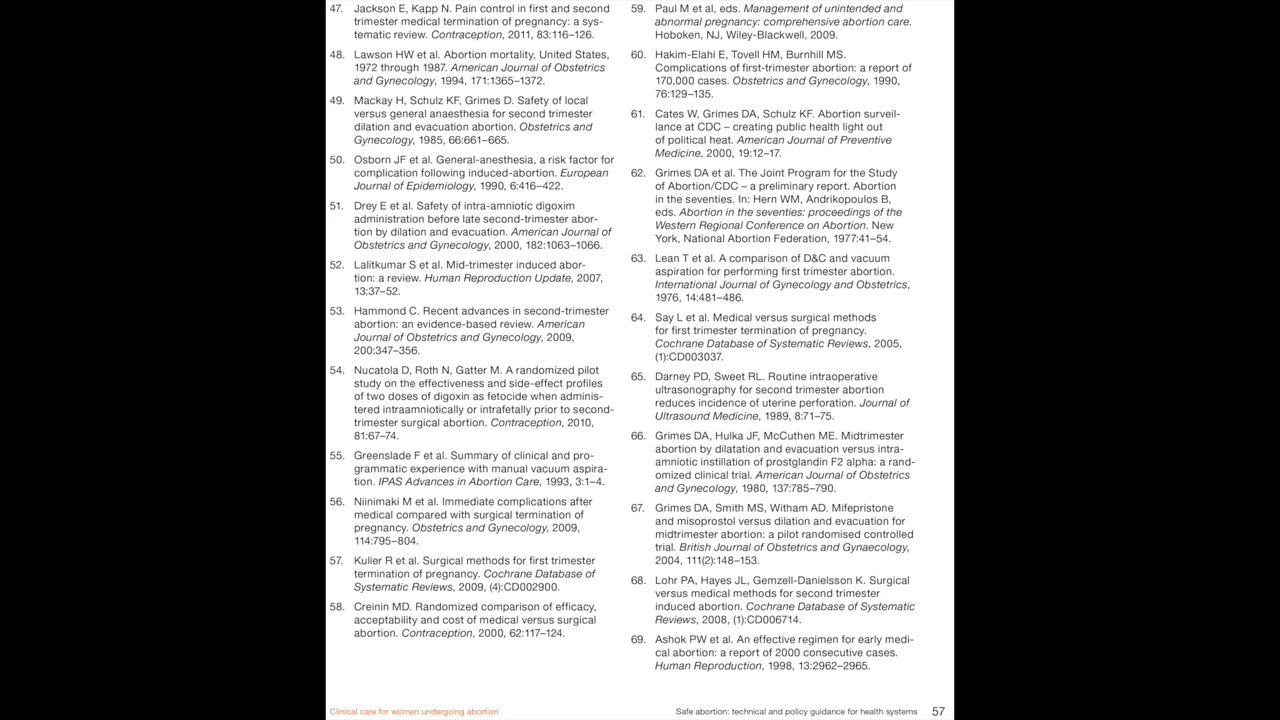 47. Jackson E, Kapp N. Pain control in first and second
trimester medical termination of pregnancy: a sys-
tematic review. Contraception, 2011, 83:116–126.
48. Lawson HW et al. Abortion mortality, United States,
1972 through 1987. American Journal of Obstetrics
and Gynecology, 1994, 171:1365–1372.
49. Mackay H, Schulz KF, Grimes D. Safety of local
versus general anaesthesia for second trimester
dilation and evacuation abortion. Obstetrics and
Gynecology, 1985, 66:661–665.
50. Osborn JF et al. General-anesthesia, a risk factor for
complication following induced-abortion. European
Journal of Epidemiology, 1990, 6:416–422.
51. Drey E et al. Safety of intra-amniotic digoxim
administration before late second-trimester abor-
tion by dilation and evacuation. American Journal of
Obstetrics and Gynecology, 2000, 182:1063–1066.
52. Lalitkumar S et al. Mid-trimester induced abor-
tion: a review. Human Reproduction Update, 2007,
13:37–52.
53. Hammond C. Recent advances in second-trimester
abortion: an evidence-based review. American
Journal of Obstetrics and Gynecology, 2009,
200:347–356.
54. Nucatola D, Roth N, Gatter M. A randomized pilot
study on the effectiveness and side-effect profiles
of two doses of digoxin as fetocide when adminis-
tered intraamniotically or intrafetally prior to second-
trimester surgical abortion. Contraception, 2010,
81:67–74.
55. Greenslade F et al. Summary of clinical and pro-
grammatic experience with manual vacuum aspira-
tion. IPAS Advances in Abortion Care, 1993, 3:1–4.
56. Niinimaki M et al. Immediate complications after
medical compared with surgical termination of
pregnancy. Obstetrics and Gynecology, 2009,
114:795–804.
57. Kulier R et al. Surgical methods for first trimester
termination of pregnancy. Cochrane Database of
Systematic Reviews, 2009, (4):CD002900.
58. Creinin MD. Randomized comparison of efficacy,
acceptability and cost of medical versus surgical
abortion. Contraception, 2000, 62:117–124.
59. Paul M et al, eds. Management of unintended and
abnormal pregnancy: comprehensive abortion care.
Hoboken, NJ, Wiley-Blackwell, 2009.
60. Hakim-Elahi E, Tovell HM, Burnhill MS.
Complications of first-trimester abortion: a report of
170,000 cases. Obstetrics and Gynecology, 1990,
76:129–135.
61. Cates W, Grimes DA, Schulz KF. Abortion surveil-
lance at CDC – creating public health light out
of political heat. American Journal of Preventive
Medicine, 2000, 19:12–17.
62. Grimes DA et al. The Joint Program for the Study
of Abortion/CDC – a preliminary report. Abortion
in the seventies. In: Hern WM, Andrikopoulos B,
eds. Abortion in the seventies: proceedings of the
Western Regional Conference on Abortion. New
York, National Abortion Federation, 1977:41–54.
63. Lean T et al. A comparison of D&C and vacuum
aspiration for performing first trimester abortion.
International Journal of Gynecology and Obstetrics,
1976, 14:481–486.
64. Say L et al. Medical versus surgical methods
for first trimester termination of pregnancy.
Cochrane Database of Systematic Reviews, 2005,
(1):CD003037.
65. Darney PD, Sweet RL. Routine intraoperative
ultrasonography for second trimester abortion
reduces incidence of uterine perforation. Journal of
Ultrasound Medicine, 1989, 8:71–75.
66. Grimes DA, Hulka JF, McCuthen ME. Midtrimester
abortion by dilatation and evacuation versus intra-
amniotic instillation of prostglandin F2 alpha: a rand-
omized clinical trial. American Journal of Obstetrics
and Gynecology, 1980, 137:785–790.
67. Grimes DA, Smith MS, Witham AD. Mifepristone
and misoprostol versus dilation and evacuation for
midtrimester abortion: a pilot randomised controlled
trial. British Journal of Obstetrics and Gynaecology,
2004, 111(2):148–153.
68. Lohr PA, Hayes JL, Gemzell-Danielsson K. Surgical
versus medical methods for second trimester
induced abortion. Cochrane Database of Systematic
Reviews, 2008, (1):CD006714.
69. Ashok PW et al. An effective regimen for early medi-
cal abortion: a report of 2000 consecutive cases.
Human Reproduction, 1998, 13:2962–2965.
Clinical care for women undergoing abortion
Safe abortion: technical and policy guidance for health systems 57